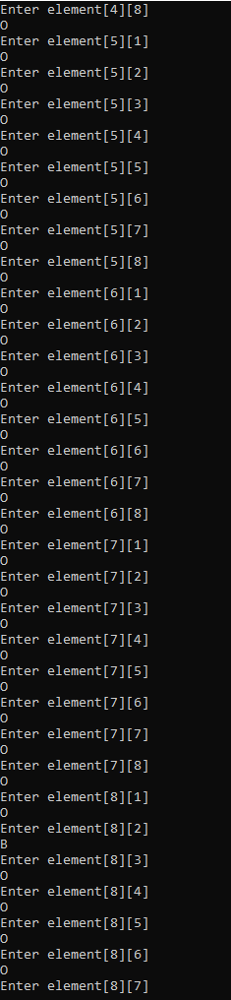 Enter element[4][8]
O
Enter element[5][1]
O
Enter element[5][2]
O
Enter element[5][3]
O
Enter element[5][4]
O
Enter element[5][5]
O
Enter element[5][6]
O
Enter element[5][7]
O
Enter element[5][8]
O
Enter element[6][1]
O
Enter element[6][2]
O
Enter element[6][3]
O
Enter element[6][4]
O
Enter element[6][5]
O
Enter element[6][6]
O
Enter element[6][7]
O
Enter element[6][8]
O
Enter element[7][1]
O
Enter element[7][2]
O
Enter element[7][3]
O
Enter element[7][4]
O
Enter element[7][5]
O
Enter element[7][6]
O
Enter element[7][7]
O
Enter element[7][8]
O
Enter element[8][1]
O
Enter element[8][2]
B
Enter element[8][3]
O
Enter element[8][4]
O
Enter element[8][5]
O
Enter element[8][6]
O
Enter element[8][7]